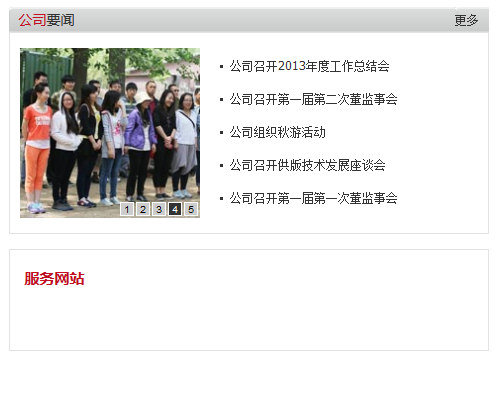 公司要闻 更多
公司召开2013年度工作总结会
公司召开第一届第二次董监事会
公司组织秋游活动
公司召开供版技术发展座谈会
公司召开第一届第一次董监事会
1 2 3 4 5
服务网站